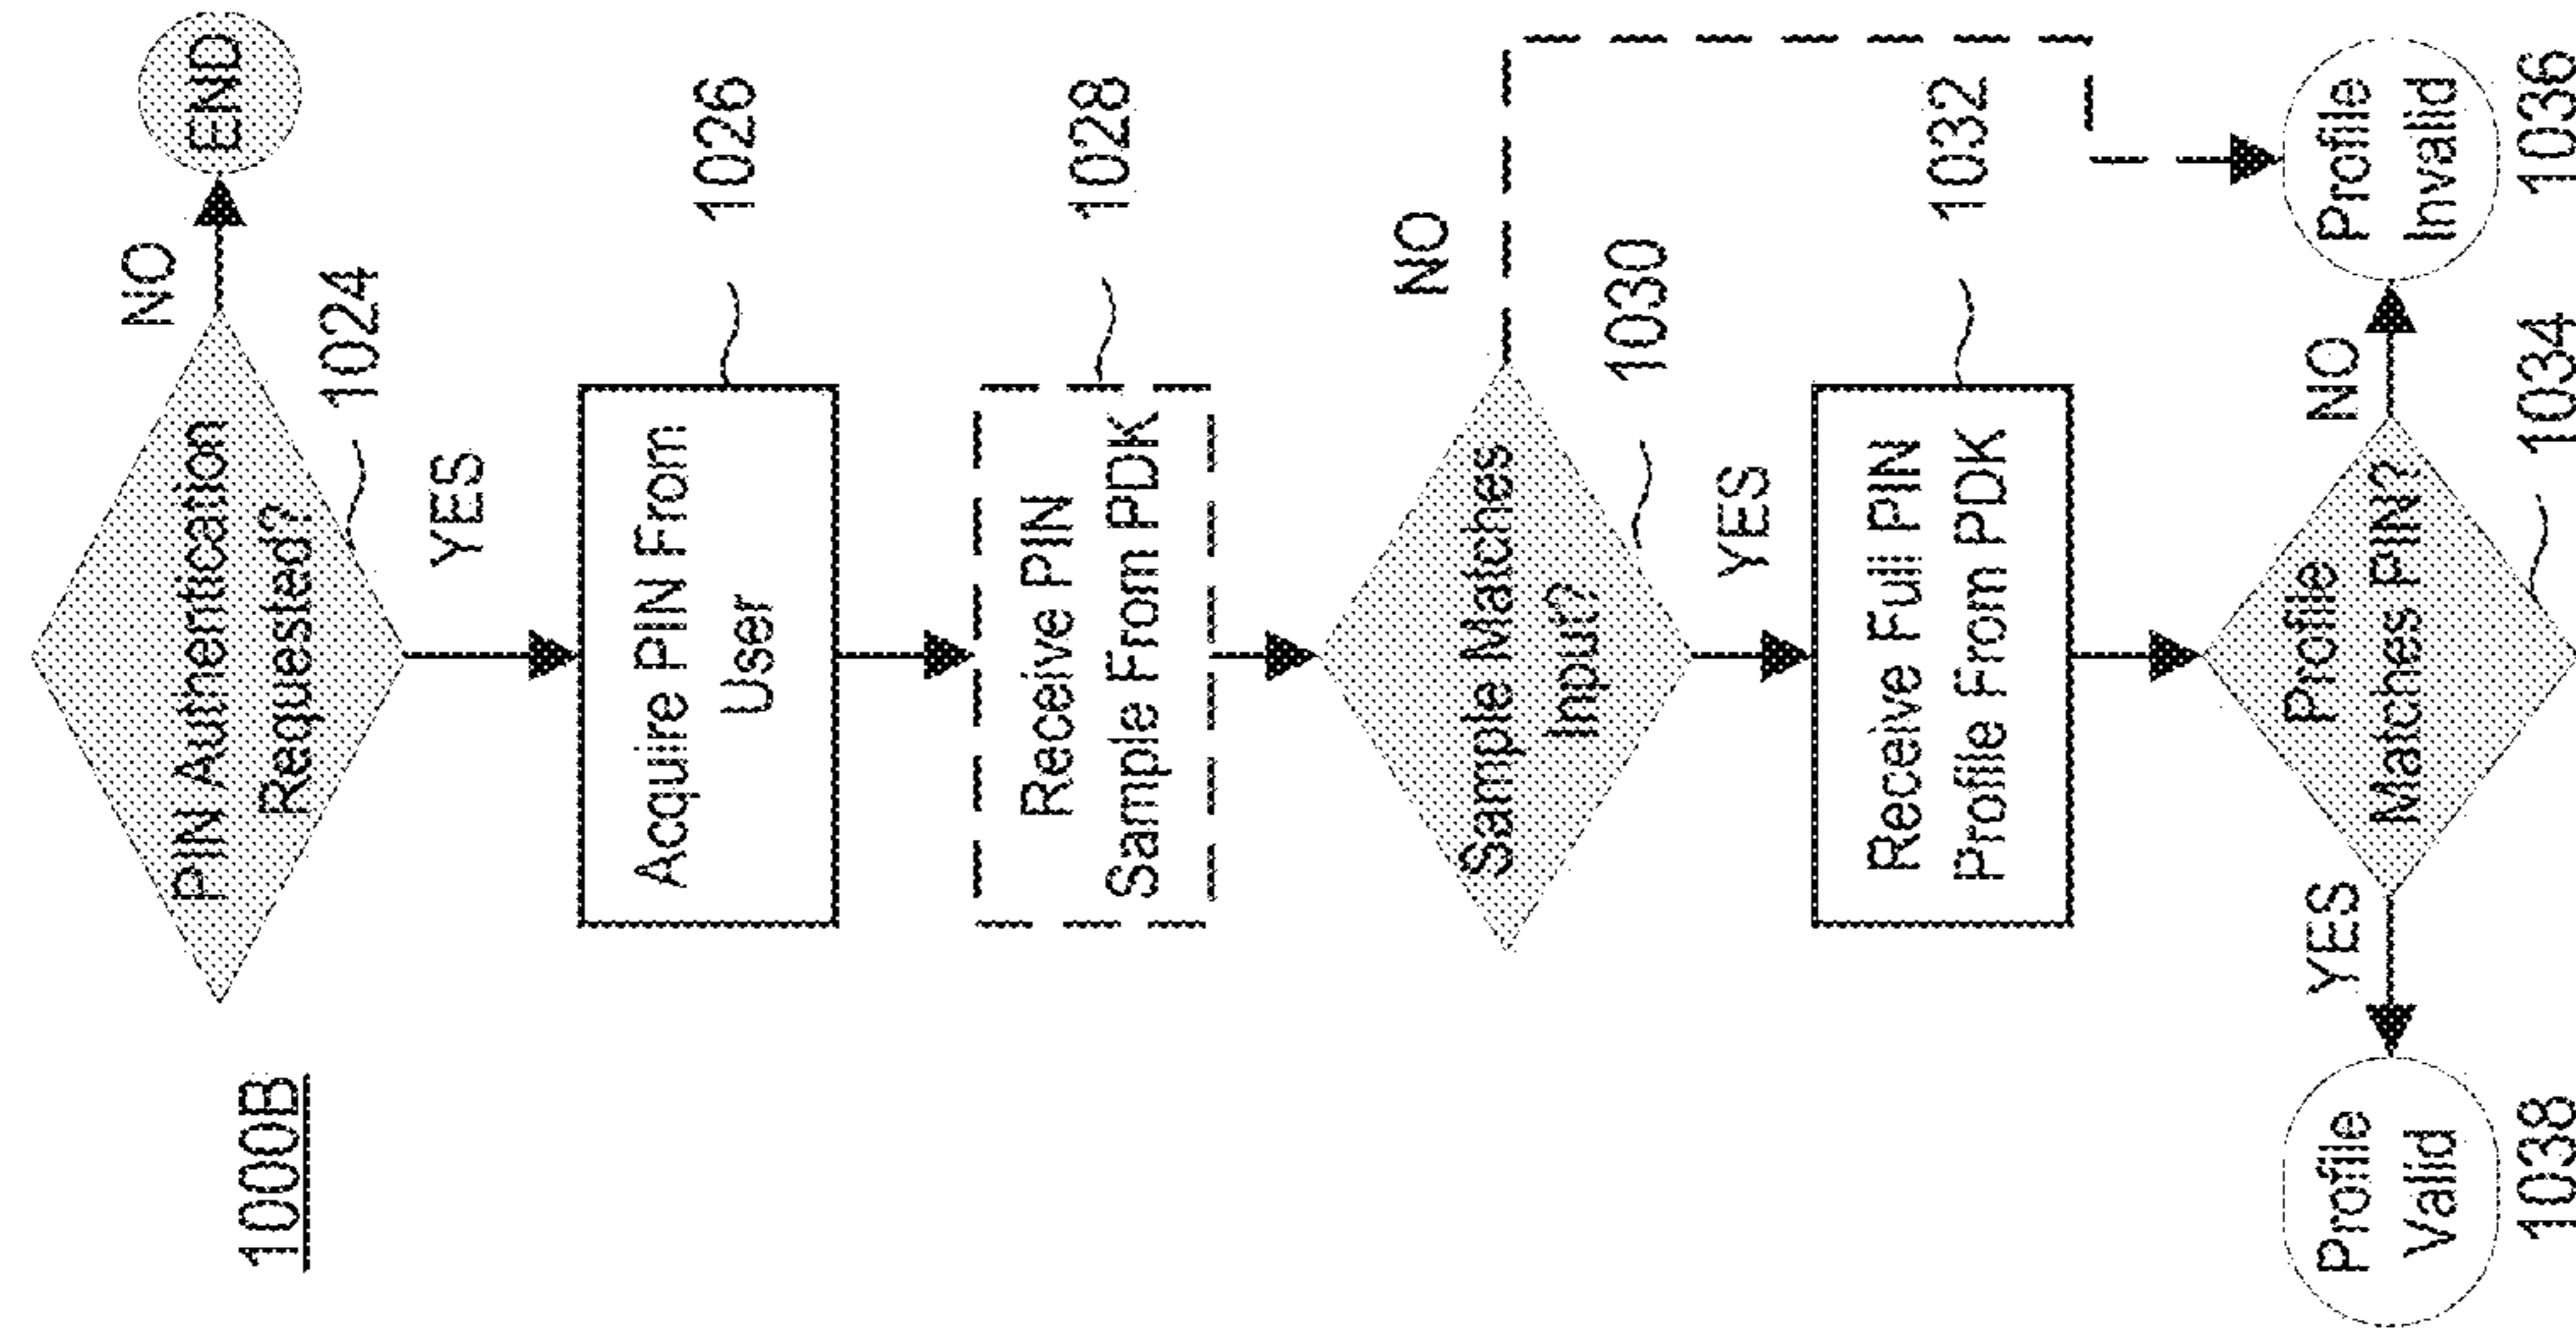 1000B
PIN Authentication
Requested?
1024
NO
END
YES
Acquire PIN From
User
1026
Receive PIN
Sample From PDK
1028
Sample Matches
Input?
1030
NO
YES
Receive Full PIN
Profile From PDK
1032
Profile
Matches PIN?
1034
YES
NO
Profile
Valid
1038
Profile
Invalid
1036